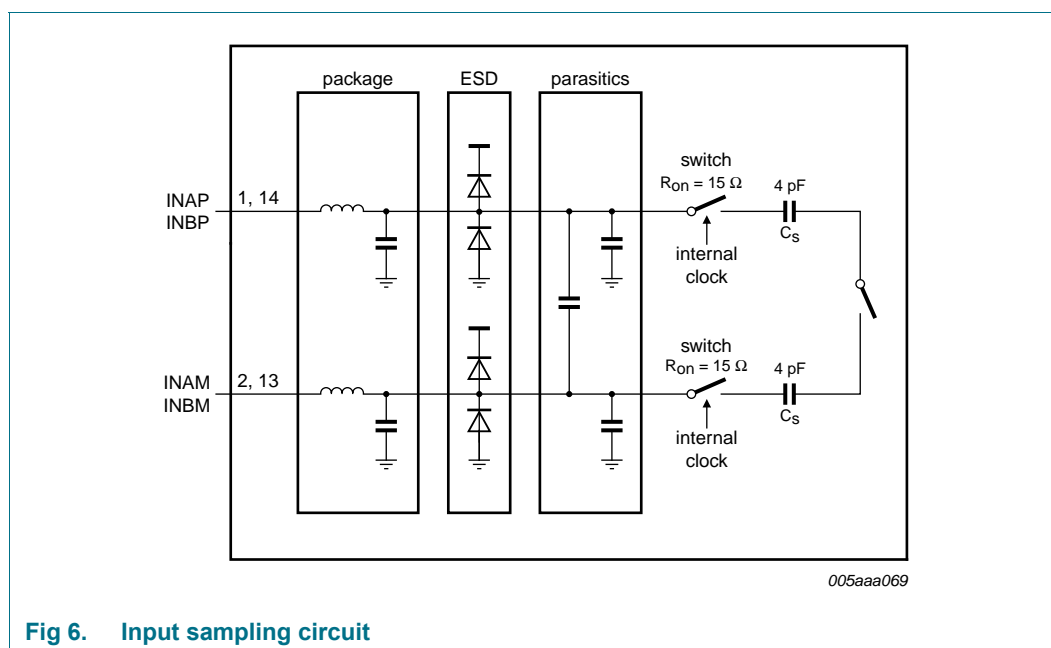 package
ESD
parasitics
switch
Ron = 15 Ω
4 pF
INAP
INBP
1, 14
Cs
internal
clock
switch
Ron = 15 Ω
4 pF
INAM
INBM
2, 13
Cs
internal
clock
005aaa069
Fig 6. Input sampling circuit